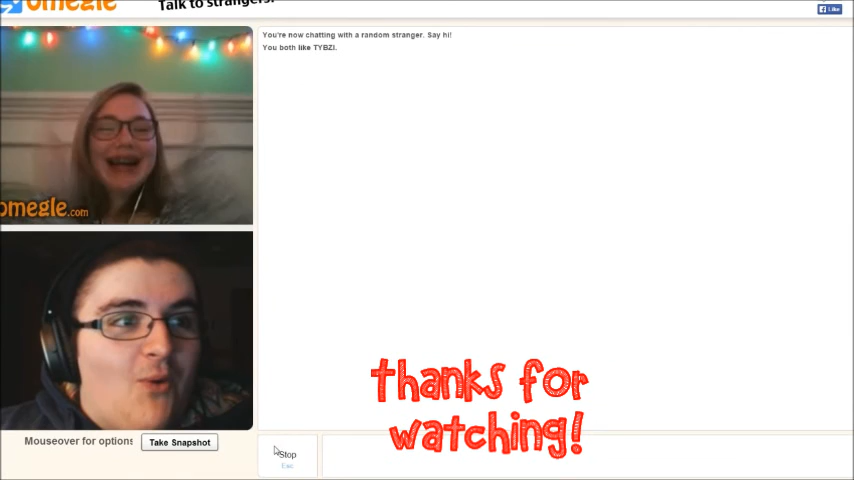 omegle
Talk to strangers!
Like
You're now chatting with a random stranger. Say hi!
You both like TYBZI.
omegle.com
Mouseover for options
Take Snapshot
Stop
Esc
thanks for
watching!